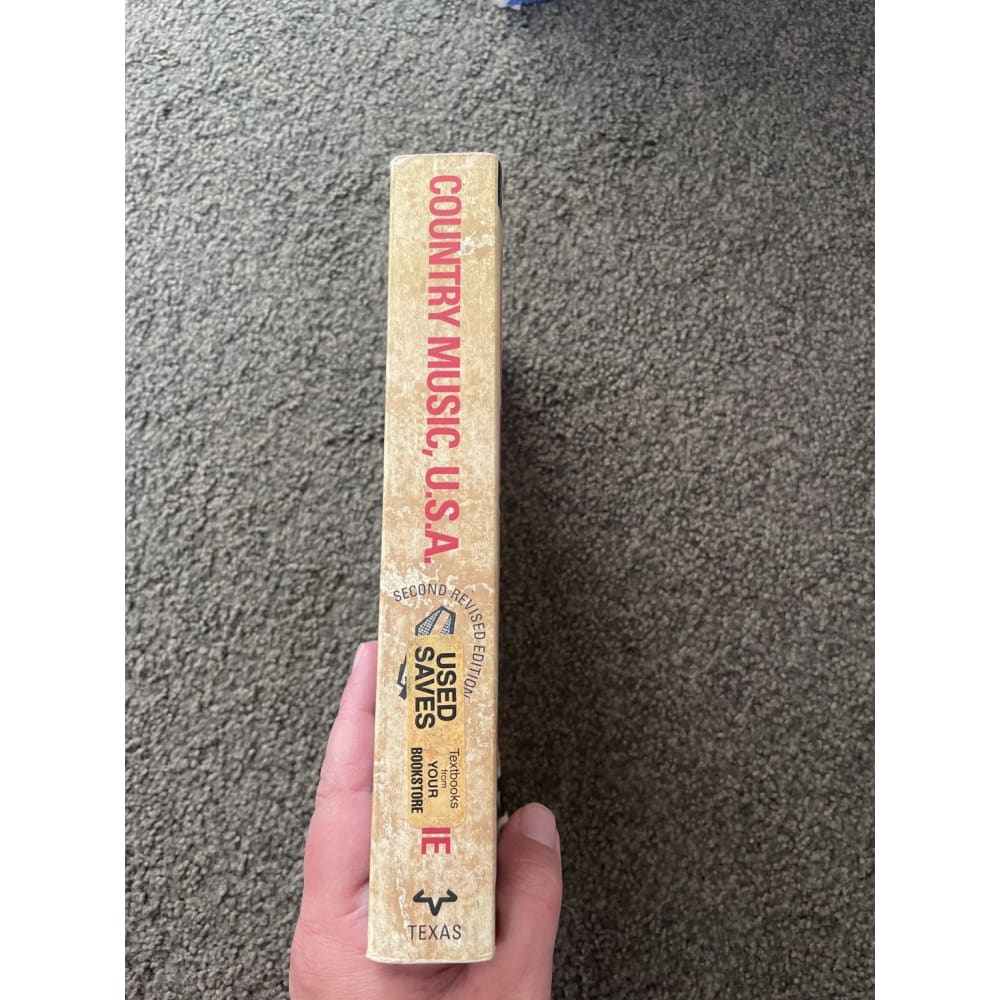 COUNTRY MUSIC, U.S.A.
SECOND REVISED EDITION
USED
SAVES
Textbooks
from
YOUR
BOOKSTORE
IE
TEXAS